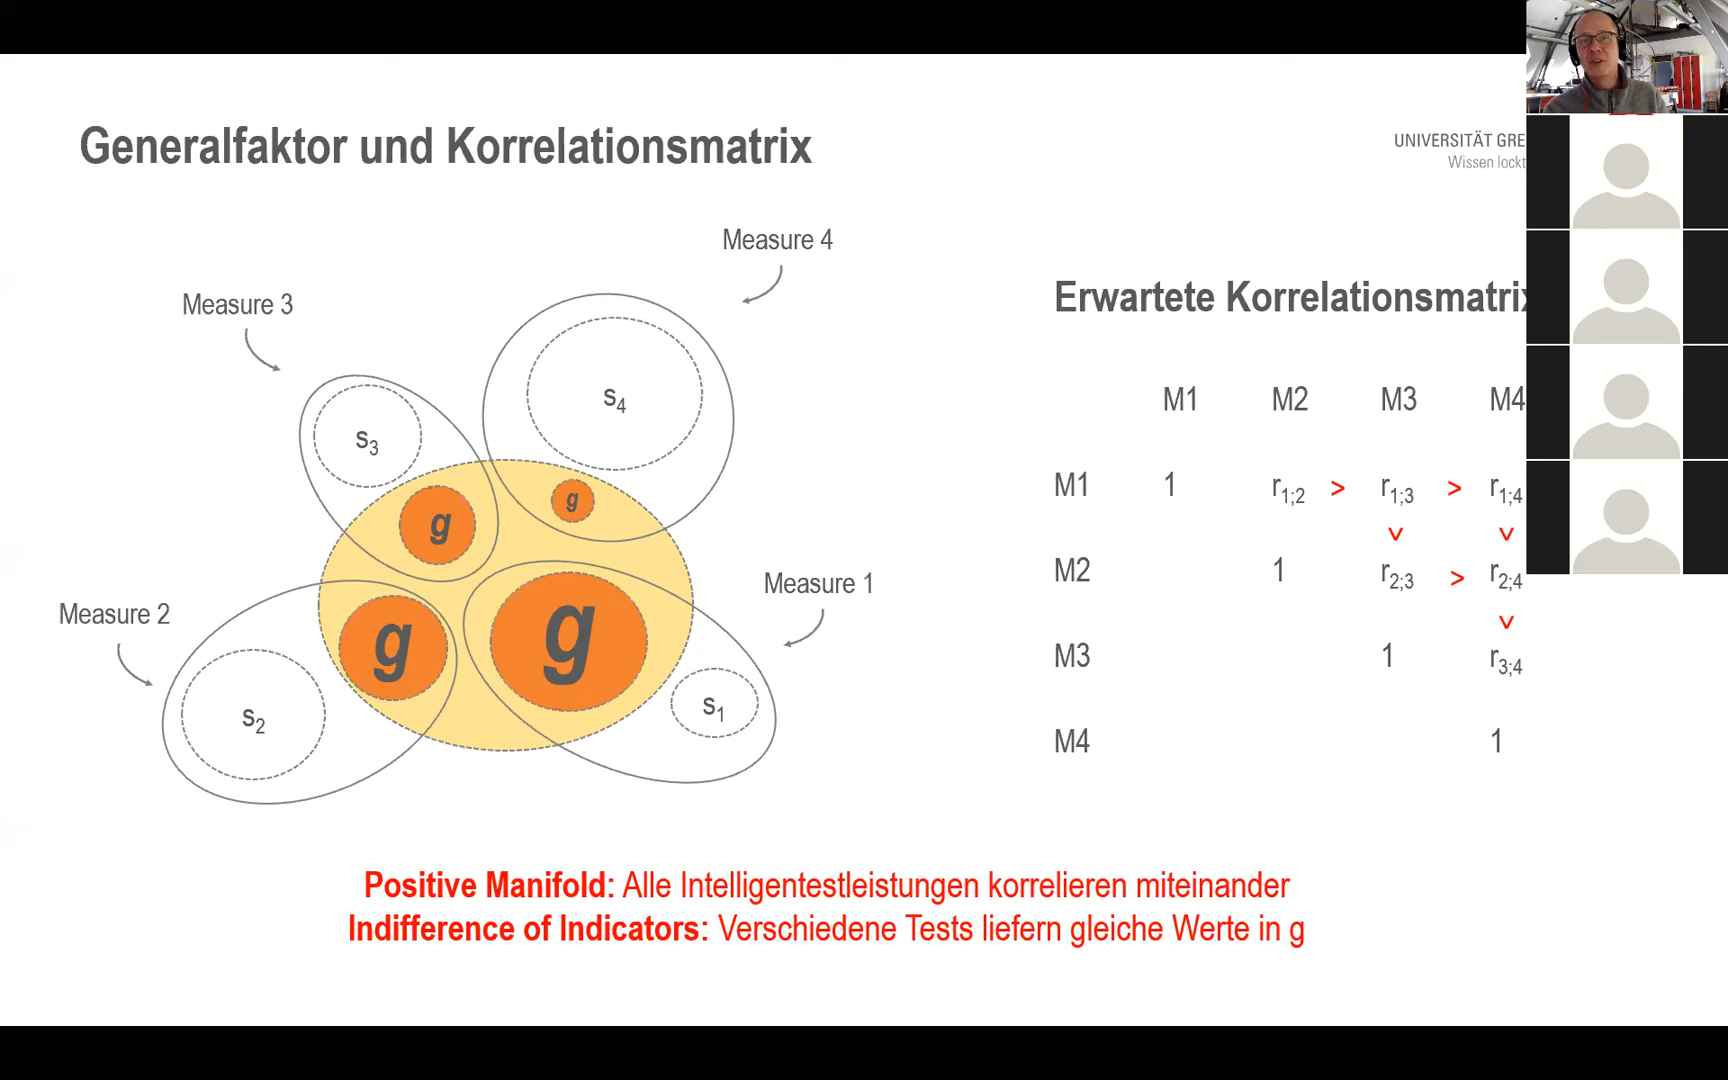 Generalfaktor und Korrelationsmatrix
UNIVERSITÄT GRE
Wissen lockt
Measure 4
Measure 3
Erwartete Korrelationsmatrix
s4
s3
g
g
M1 M2 M3 M4
M1 1 r1;2 > r1;3 > r1;4
v v
M2 1 r2;3 > r2;4
v
M3 1 r3;4
M4 1
Measure 1
Measure 2
g
g
s1
s2
Positive Manifold: Alle Intelligentestleistungen korrelieren miteinander
Indifference of Indicators: Verschiedene Tests liefern gleiche Werte in g